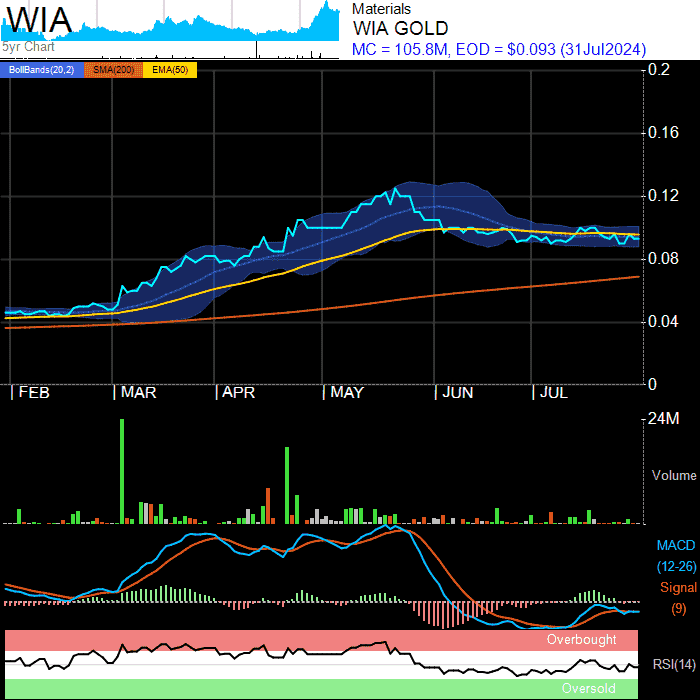 WIA
5yr Chart
Materials
WIA GOLD
MC = 105.8M, EOD = $0.093 (31Jul2024)
BollBands(20,2) SMA(200) EMA(50)
0.2
0.16
0.12
0.08
0.04
0
FEB MAR APR MAY JUN JUL
24M
Volume
MACD
(12-26)
Signal
(9)
Overbought
RSI(14)
Oversold